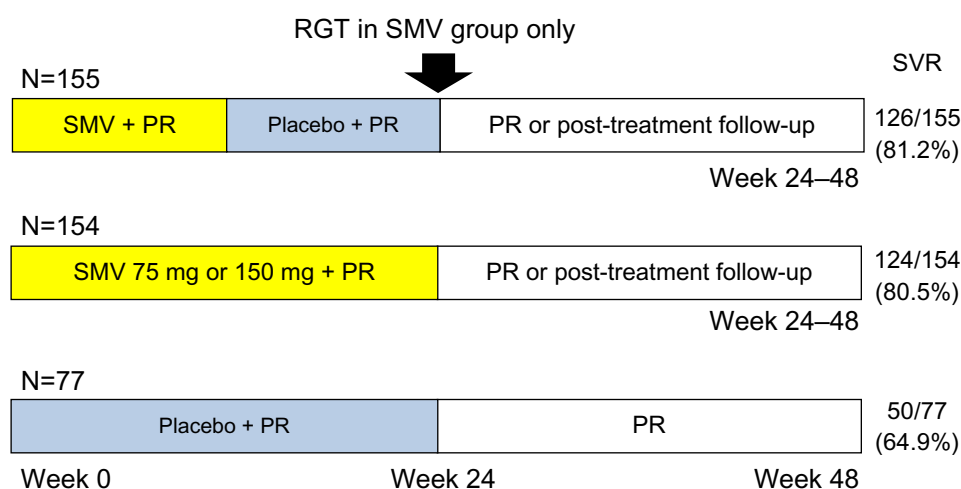 RGT in SMV group only
SVR
N=155
SMV + PR
Placebo + PR
PR or post-treatment follow-up
126/155
(81.2%)
Week 24–48
N=154
SMV 75 mg or 150 mg + PR
PR or post-treatment follow-up
124/154
(80.5%)
Week 24–48
N=77
Placebo + PR
PR
50/77
(64.9%)
Week 0
Week 24
Week 48